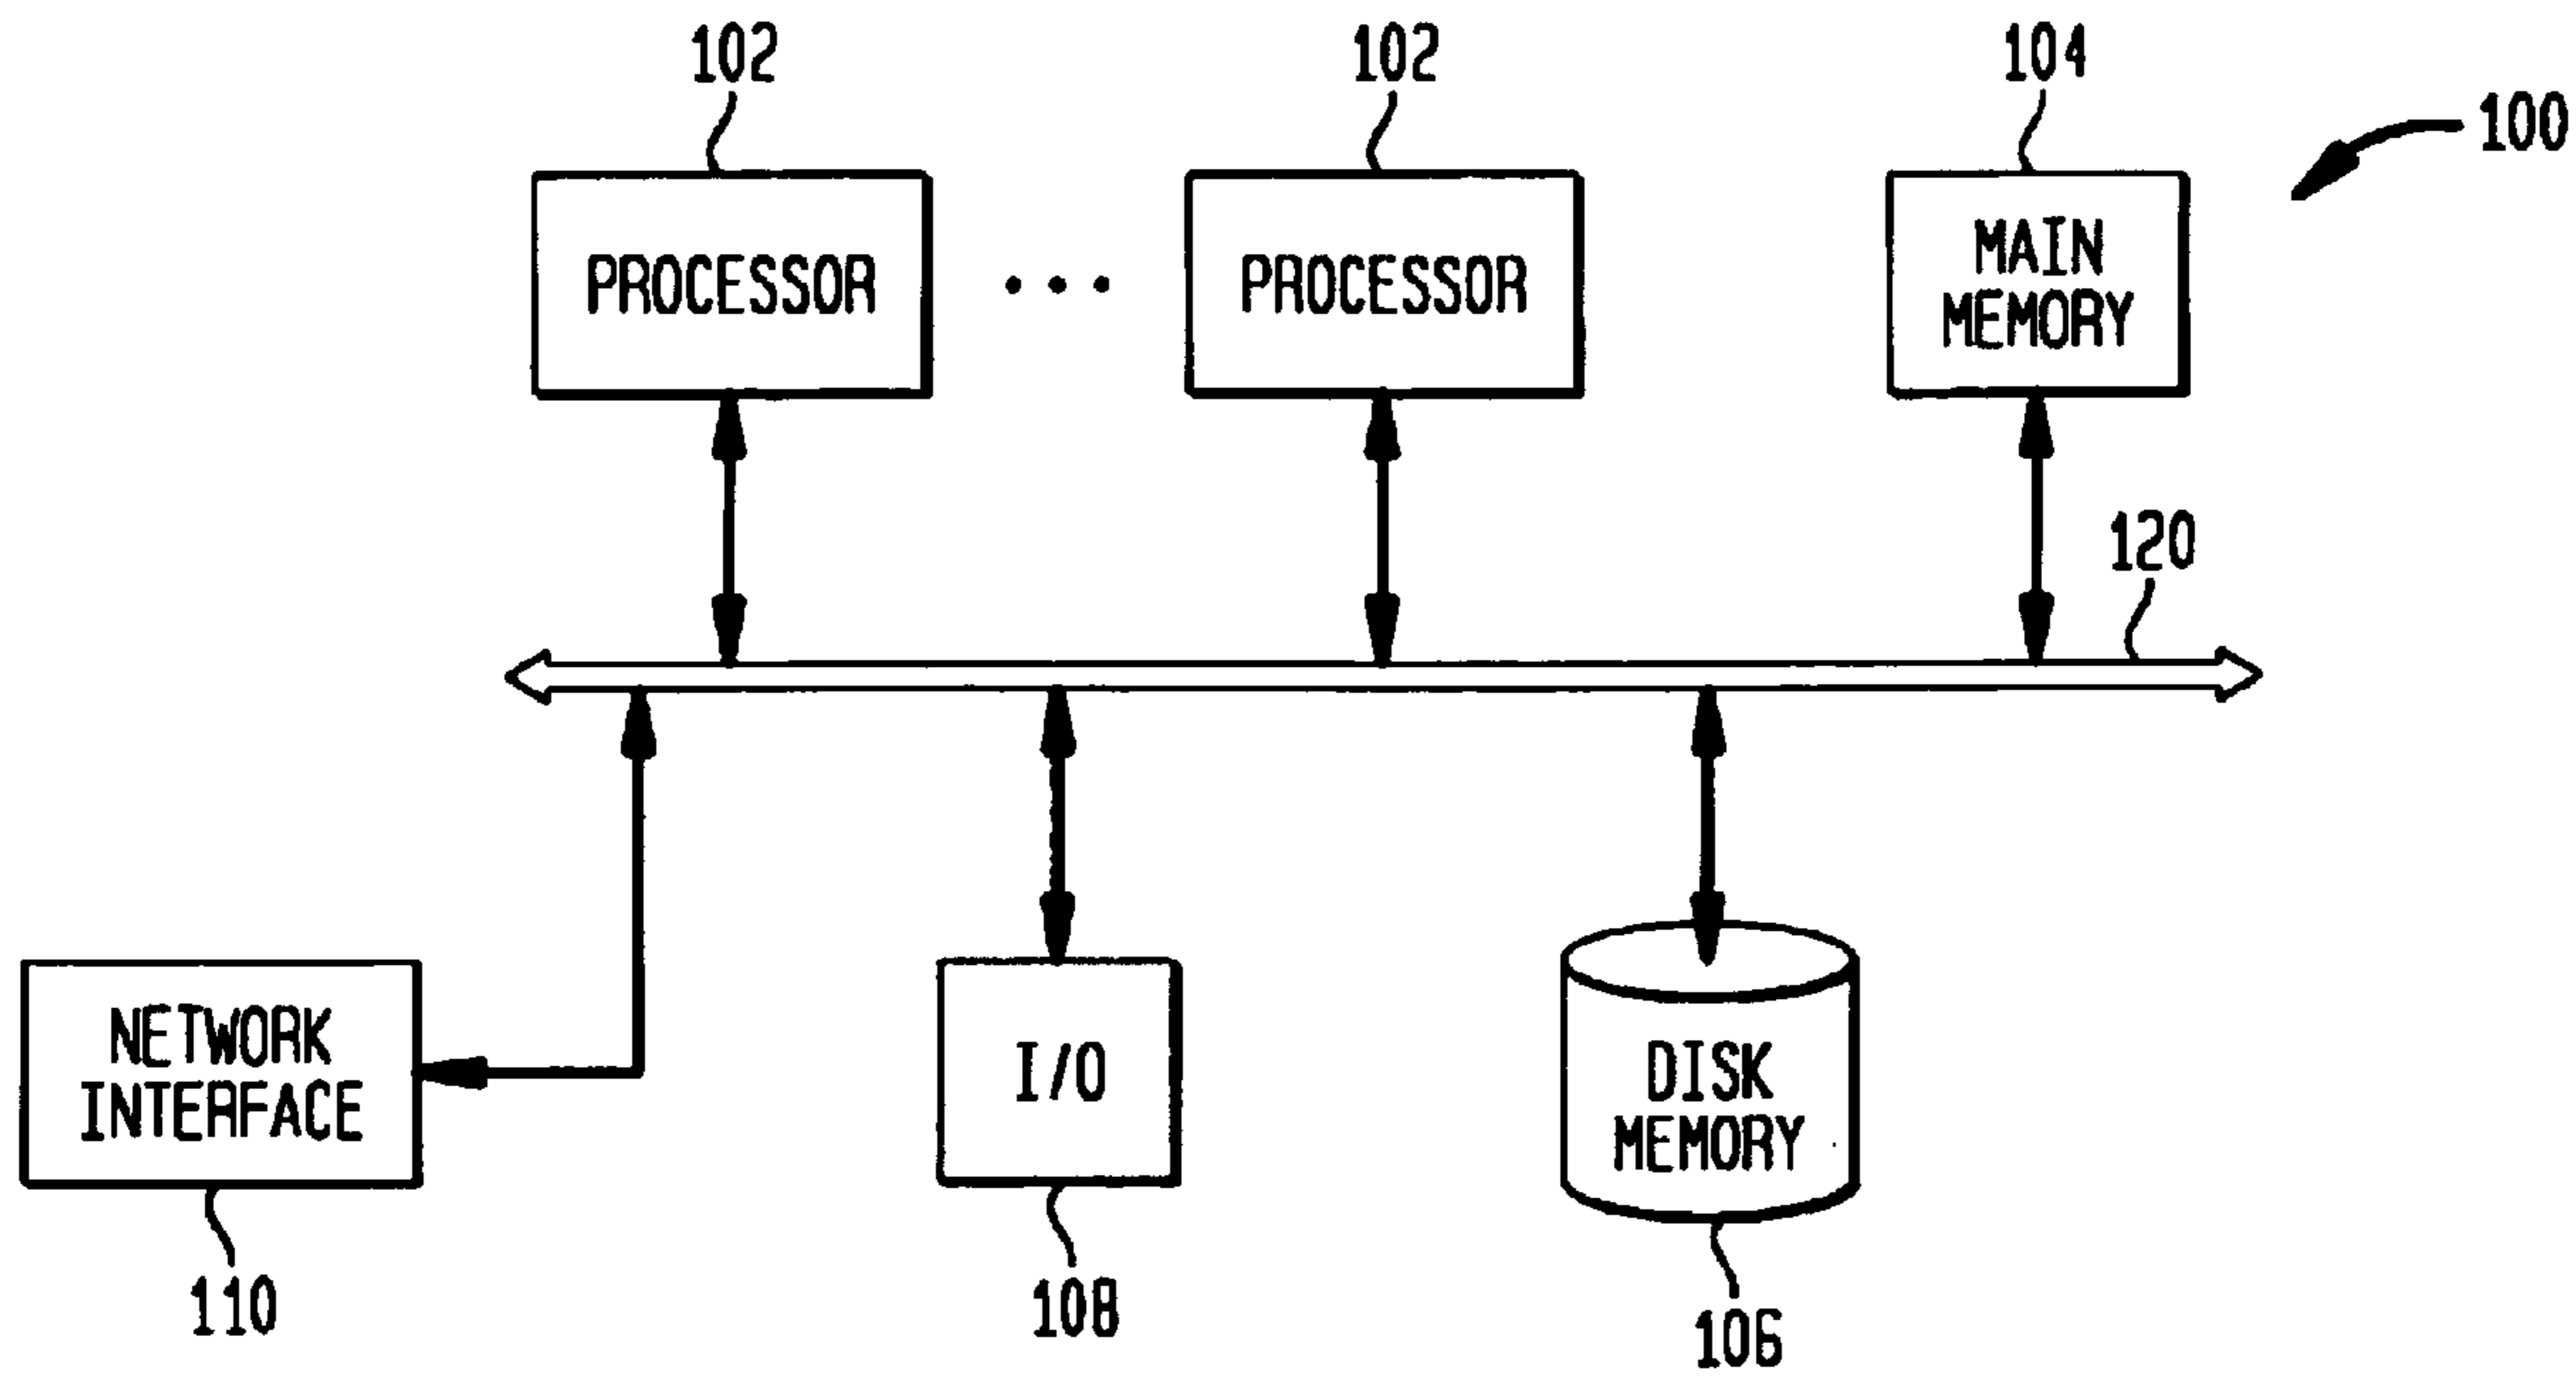 102
102
104
100
PROCESSOR
• • •
PROCESSOR
MAIN
MEMORY
120
NETWORK
INTERFACE
I/O
DISK
MEMORY
110
108
106